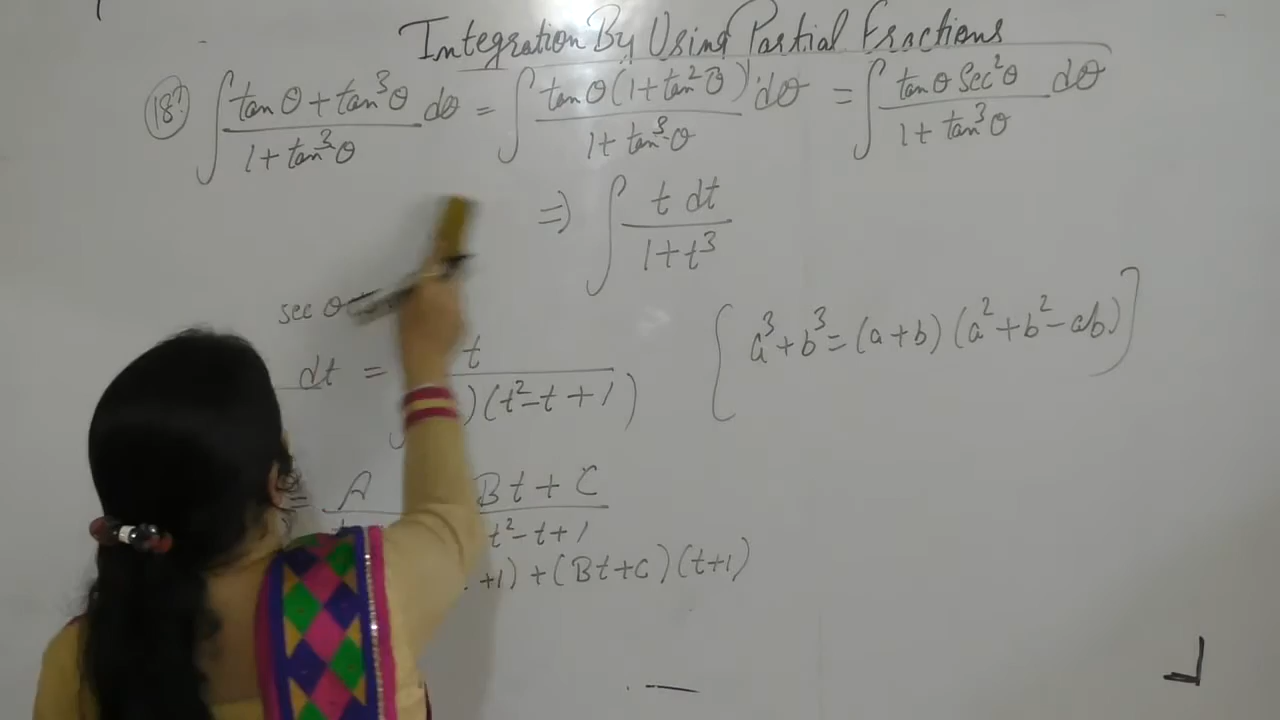 Integration By Using Partial Fractions
(18) ∫ (tan θ + tan³θ)/(1 + tan³θ) dθ = ∫ (tan θ (1 + tan²θ))/(1 + tan³θ) dθ = ∫ (tan θ sec²θ)/(1 + tan³θ) dθ
⇒ ∫ (t dt)/(1 + t³)
sec θ
[a³ + b³ = (a + b) (a² + b² - ab)]
dt = t / )(t² - t + 1)
= A Bt + C / t² - t + 1
+1) + (Bt + C) (t + 1)